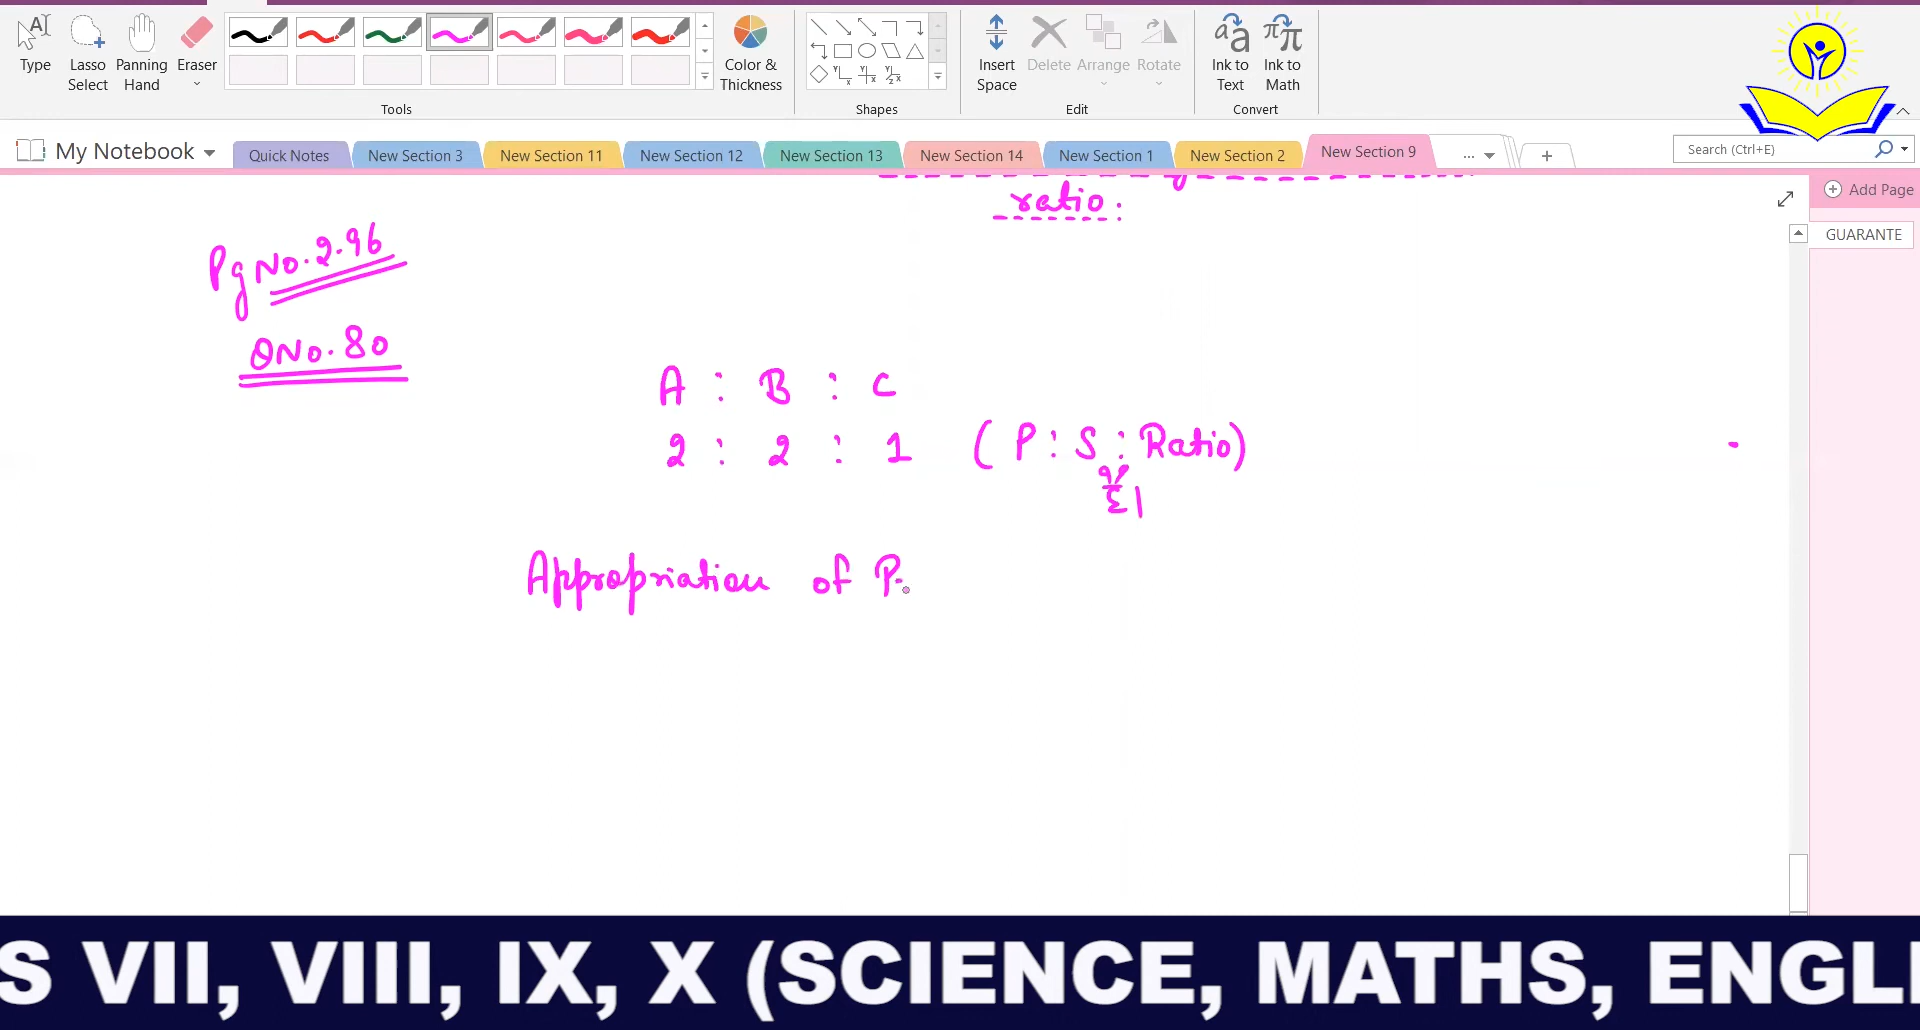 Type
Lasso Select
Panning Hand
Eraser
Color & Thickness
Insert Space
Delete
Arrange
Rotate
Ink to Text
Ink to Math
Tools
Shapes
Edit
Convert
My Notebook
Quick Notes
New Section 3
New Section 11
New Section 12
New Section 13
New Section 14
New Section 1
New Section 2
New Section 9
...
Search (Ctrl+E)
Add Page
GUARANTE
ratio.
Pg No. 2.96
QNo. 80
A : B : C
2 : 2 : 1 ( P : S : Ratio)
Appropriation of P
S VII, VIII, IX, X (SCIENCE, MATHS, ENGL